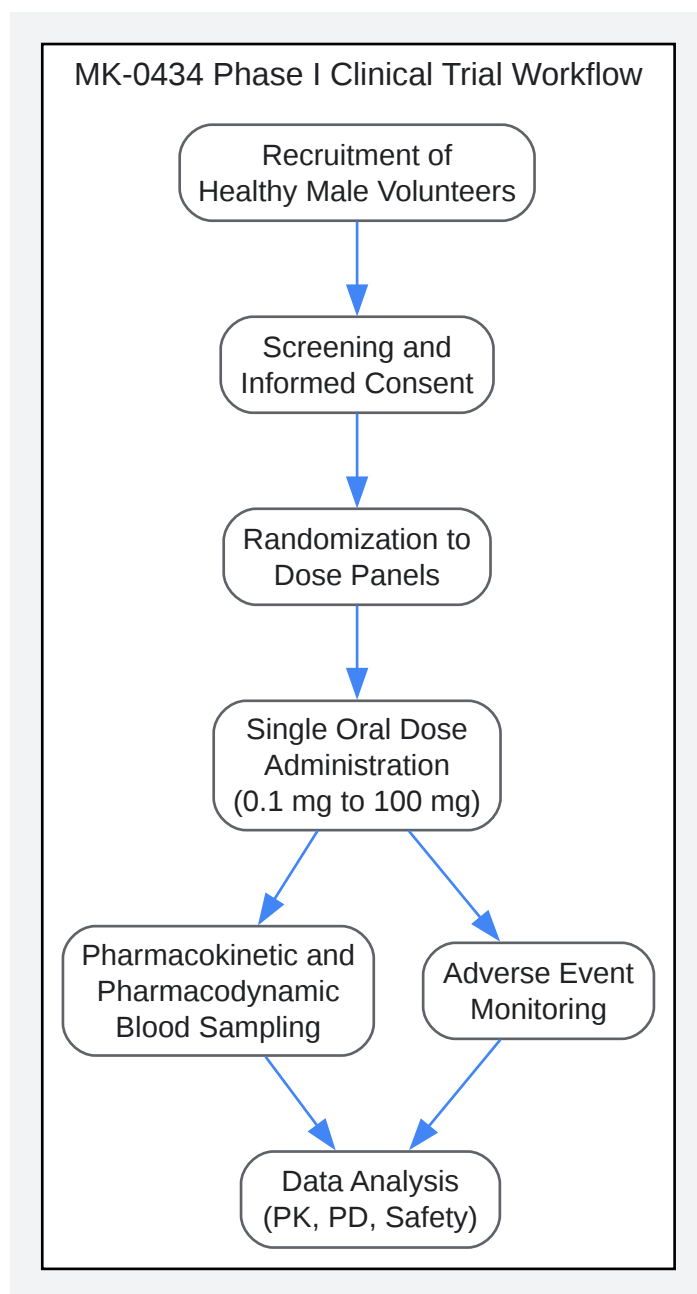 MK-0434 Phase I Clinical Trial Workflow
Recruitment of
Healthy Male Volunteers
Screening and
Informed Consent
Randomization to
Dose Panels
Single Oral Dose
Administration
(0.1 mg to 100 mg)
Pharmacokinetic and
Pharmacodynamic
Blood Sampling
Adverse Event
Monitoring
Data Analysis
(PK, PD, Safety)